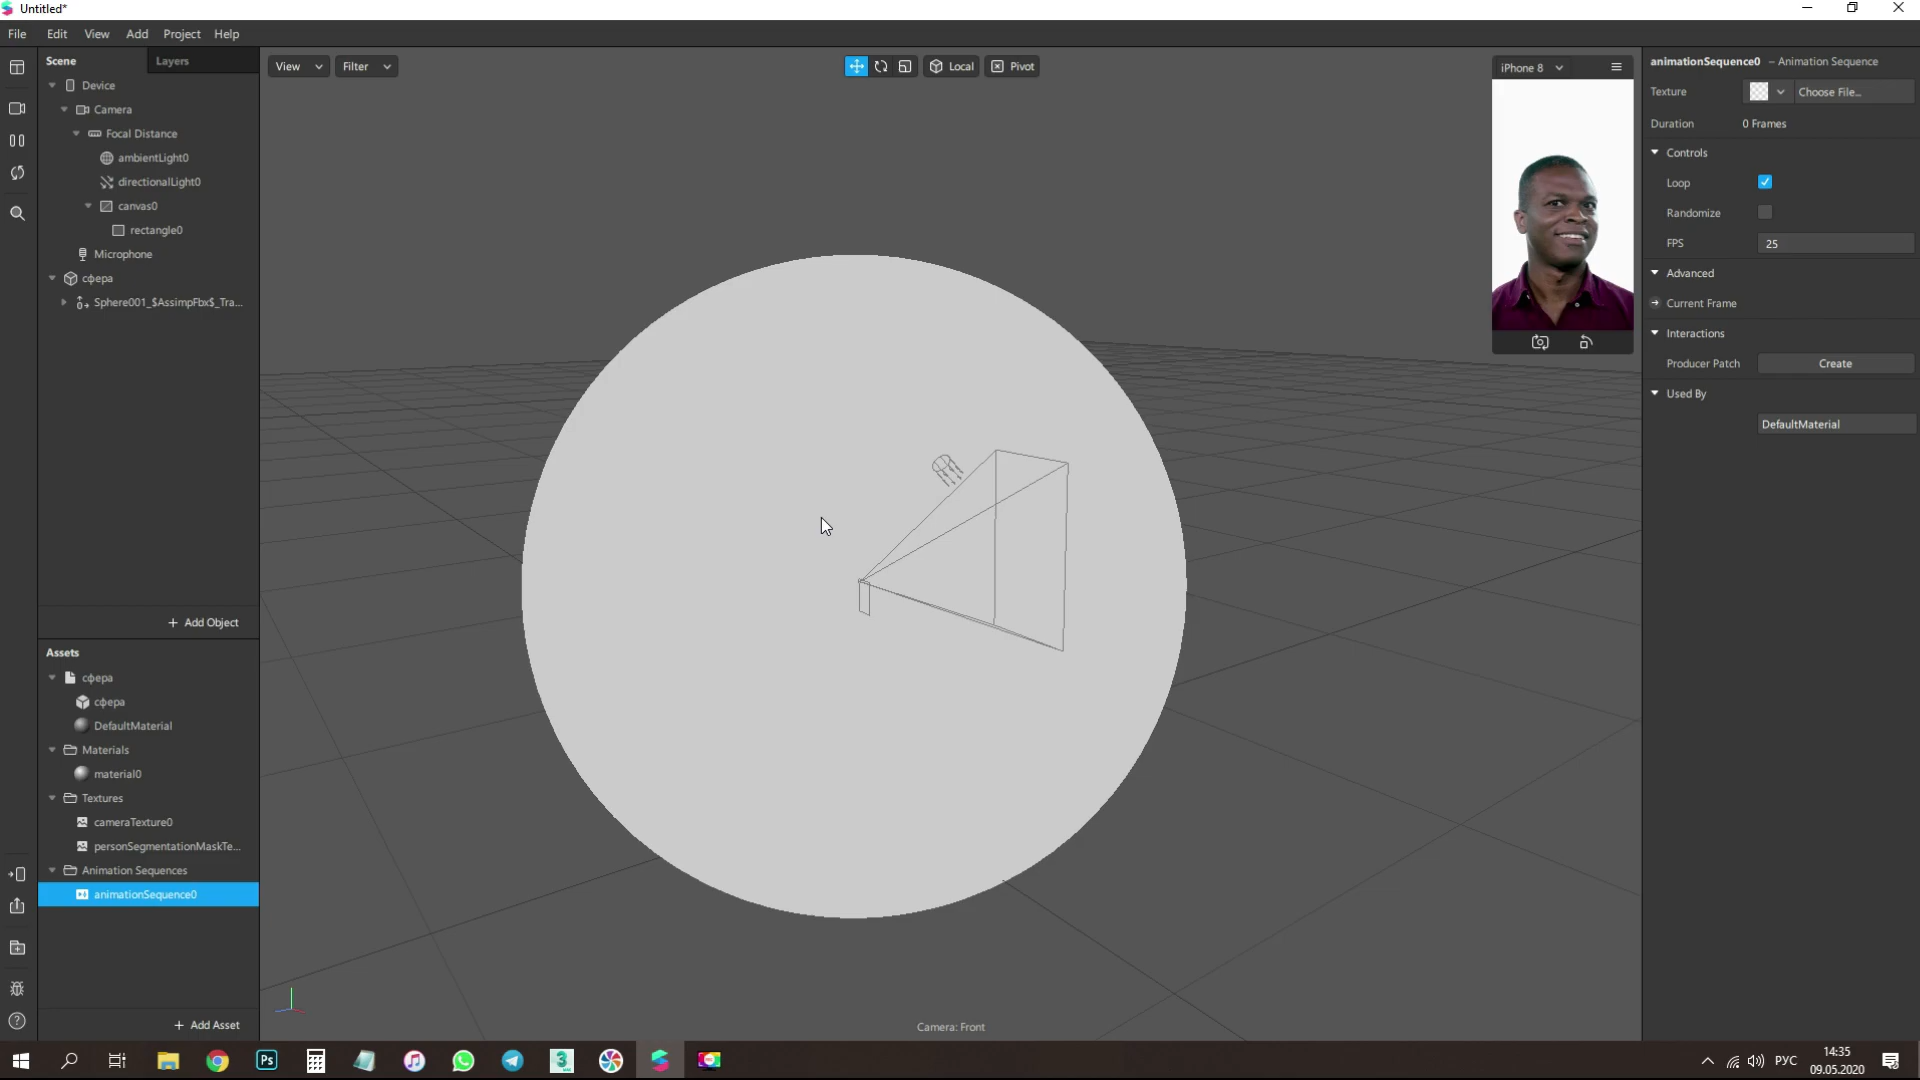 Untitled*
File Edit View Add Project Help
Scene Layers
Device
Camera
Focal Distance
ambientLight0
directionalLight0
canvas0
rectangle0
Microphone
сфера
Sphere001_$AssimpFbx$_Tra...
Add Object
Assets
сфера
сфера
DefaultMaterial
Materials
material0
Textures
cameraTexture0
personSegmentationMaskTe...
Animation Sequences
animationSequence0
Add Asset
View Filter Local Pivot
iPhone 8
Camera: Front
animationSequence0 – Animation Sequence
Texture Choose File...
Duration 0 Frames
Controls
Loop
Randomize
FPS 25
Advanced
Current Frame
Interactions
Producer Patch Create
Used By
DefaultMaterial
Ps
3
РУС
14:35
09.05.2020